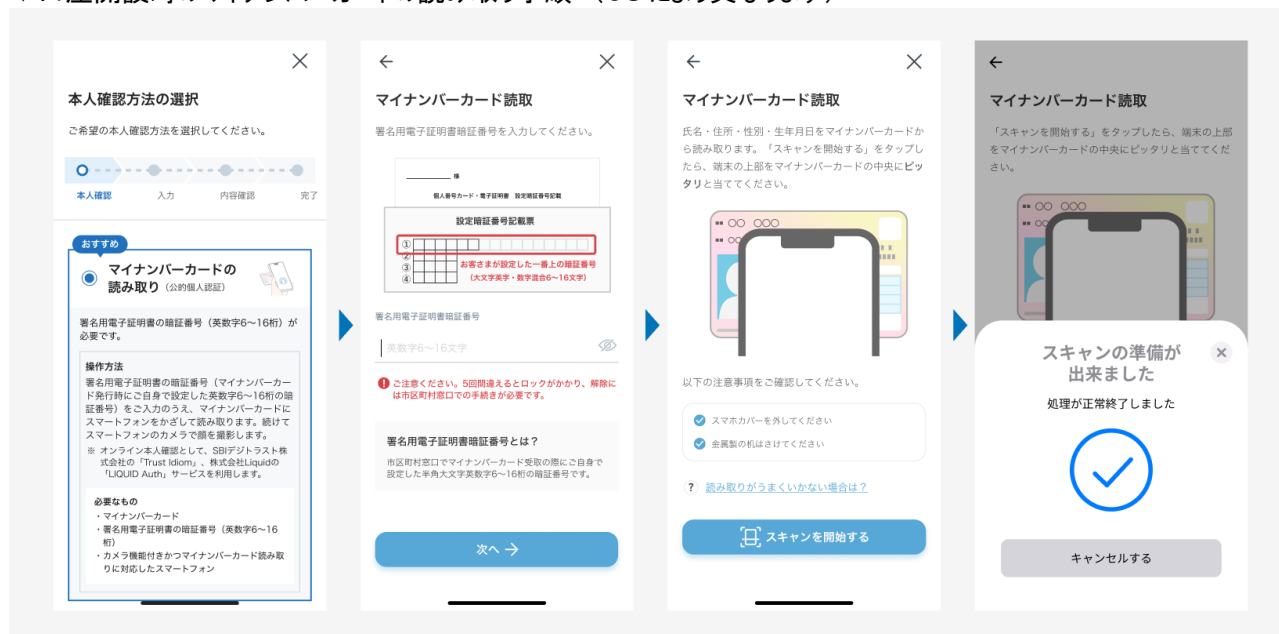 本人確認方法の選択
ご希望の本人確認方法を選択してください。
本人確認 入力 内容確認 完了
おすすめ
マイナンバーカードの
読み取り(公的個人認証)
署名用電子証明書の暗証番号(英数字6〜16桁)が
必要です。
操作方法
署名用電子証明書の暗証番号(マイナンバーカー
ド発行時にご自身で設定した英数字6〜16桁の暗
証番号)をご入力のうえ、マイナンバーカードに
スマートフォンをかざして読み取ります。続けて
スマートフォンのカメラで顔を撮影します。
※ オンライン本人確認として、SBIデジトラスト株
式会社の「Trust Idiom」、株式会社Liquidの
「LIQUID Auth」サービスを利用します。
必要なもの
・マイナンバーカード
・署名用電子証明書の暗証番号(英数字6〜16
桁)
・カメラ機能付きかつマイナンバーカード読み取
りに対応したスマートフォン
マイナンバーカード読取
署名用電子証明書暗証番号を入力してください。
様
個人番号カード・電子証明書 設定暗証番号記載
設定暗証番号記載票
①
②
③
④
お客さまが設定した一番上の暗証番号
(大文字英字・数字混合6〜16文字)
署名用電子証明書暗証番号
英数字6〜16文字
ご注意ください。5回間違えるとロックがかかり、解除に
は市区町村窓口での手続きが必要です。
署名用電子証明書暗証番号とは?
市区町村窓口でマイナンバーカード受取の際にご自身で
設定した半角大文字英数字6〜16桁の暗証番号です。
次へ →
マイナンバーカード読取
氏名・住所・性別・生年月日をマイナンバーカードか
ら読み取ります。「スキャンを開始する」をタップし
たら、端末の上部をマイナンバーカードの中央にピッ
タリと当ててください。
以下の注意事項をご確認してください。
スマホカバーを外してください
金属製の机はさけてください
? 読み取りがうまくいかない場合は?
スキャンを開始する
マイナンバーカード読取
「スキャンを開始する」をタップしたら、端末の上部
をマイナンバーカードの中央にピッタリと当ててくだ
さい。
スキャンの準備が
出来ました
処理が正常終了しました
キャンセルする